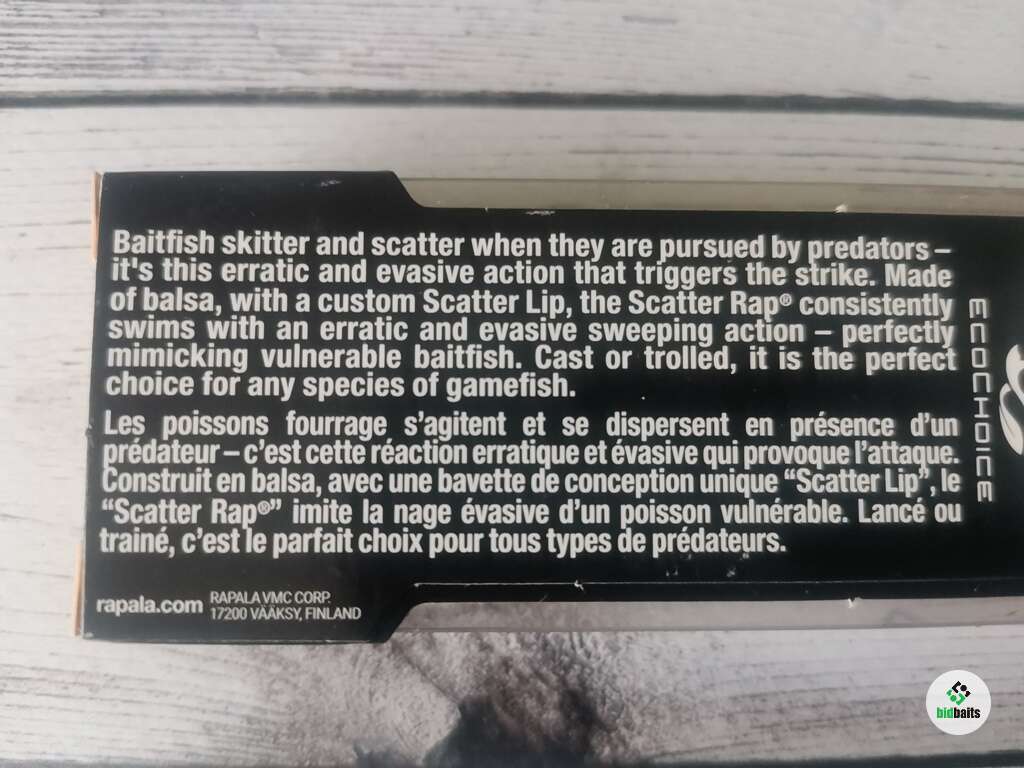 Baitfish skitter and scatter when they are pursued by predators –
it's this erratic and evasive action that triggers the strike. Made
of balsa, with a custom Scatter Lip, the Scatter Rap® consistently
swims with an erratic and evasive sweeping action – perfectly
mimicking vulnerable baitfish. Cast or trolled, it is the perfect
choice for any species of gamefish.
Les poissons fourrage s’agitent et se dispersent en présence d’un
prédateur – c’est cette réaction erratique et évasive qui provoque l’attaque.
Construit en balsa, avec une bavette de conception unique “Scatter Lip”, le
“Scatter Rap®” imite la nage évasive d’un poisson vulnérable. Lancé ou
trainé, c’est le parfait choix pour tous types de prédateurs.
rapala.com
RAPALA VMC CORP.
17200 VÄÄKSY, FINLAND
ECOCHOICE
bidbaits